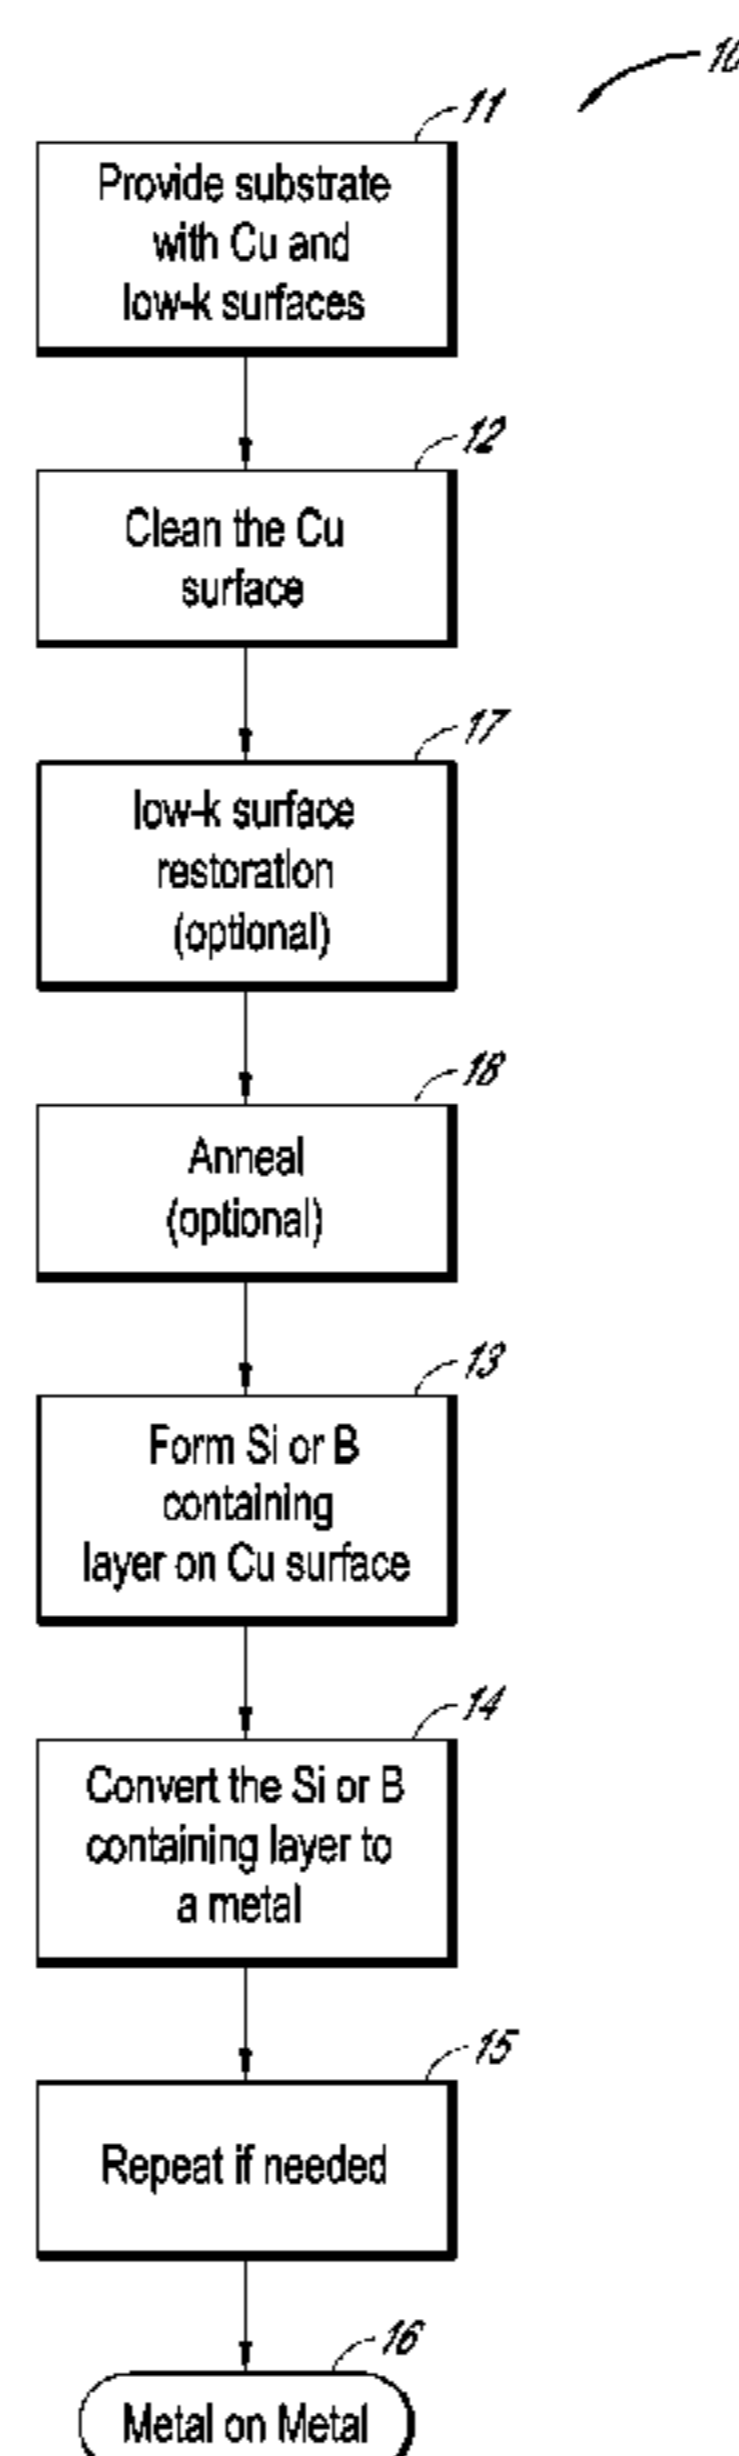 10
11
Provide substrate
with Cu and
low-k surfaces
12
Clean the Cu
surface
17
low-k surface
restoration
(optional)
18
Anneal
(optional)
13
Form Si or B
containing
layer on Cu surface
14
Convert the Si or B
containing layer to
a metal
15
Repeat if needed
16
Metal on Metal